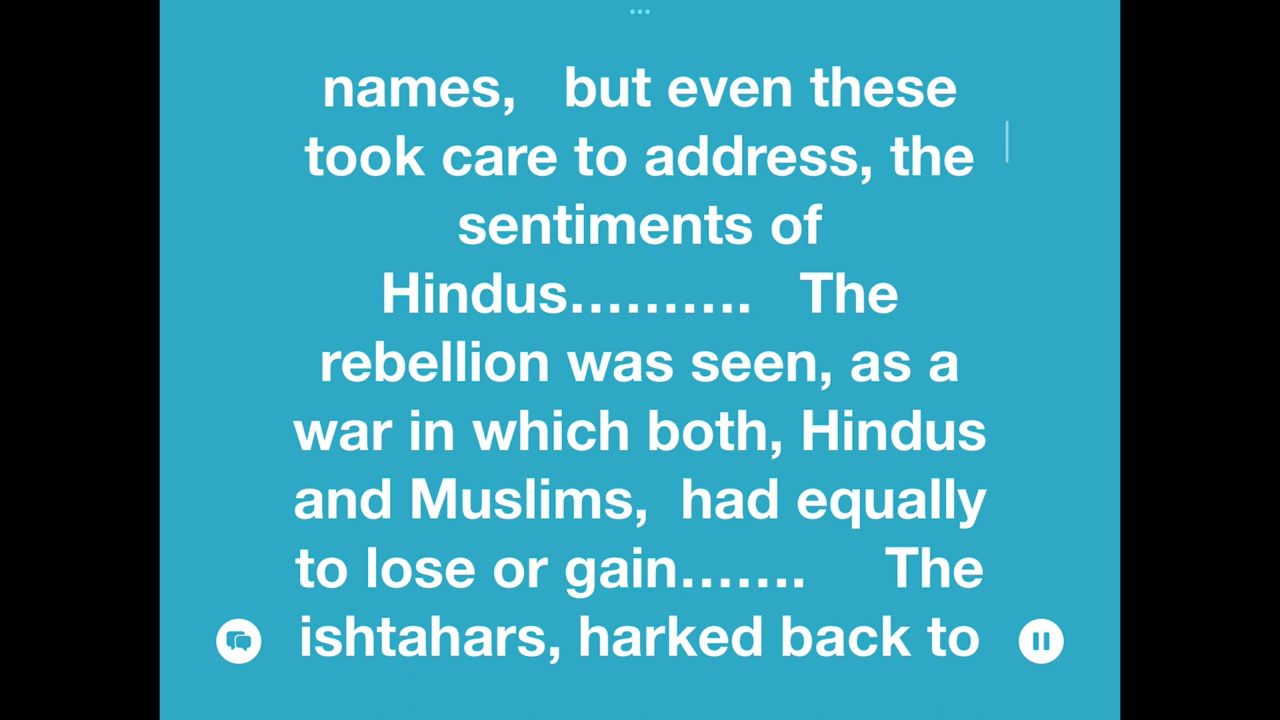 names,   but even these
took care to address, the
sentiments of
Hindus……….   The
rebellion was seen, as a
war in which both, Hindus
and Muslims,  had equally
to lose or gain…….     The
ishtahars, harked back to